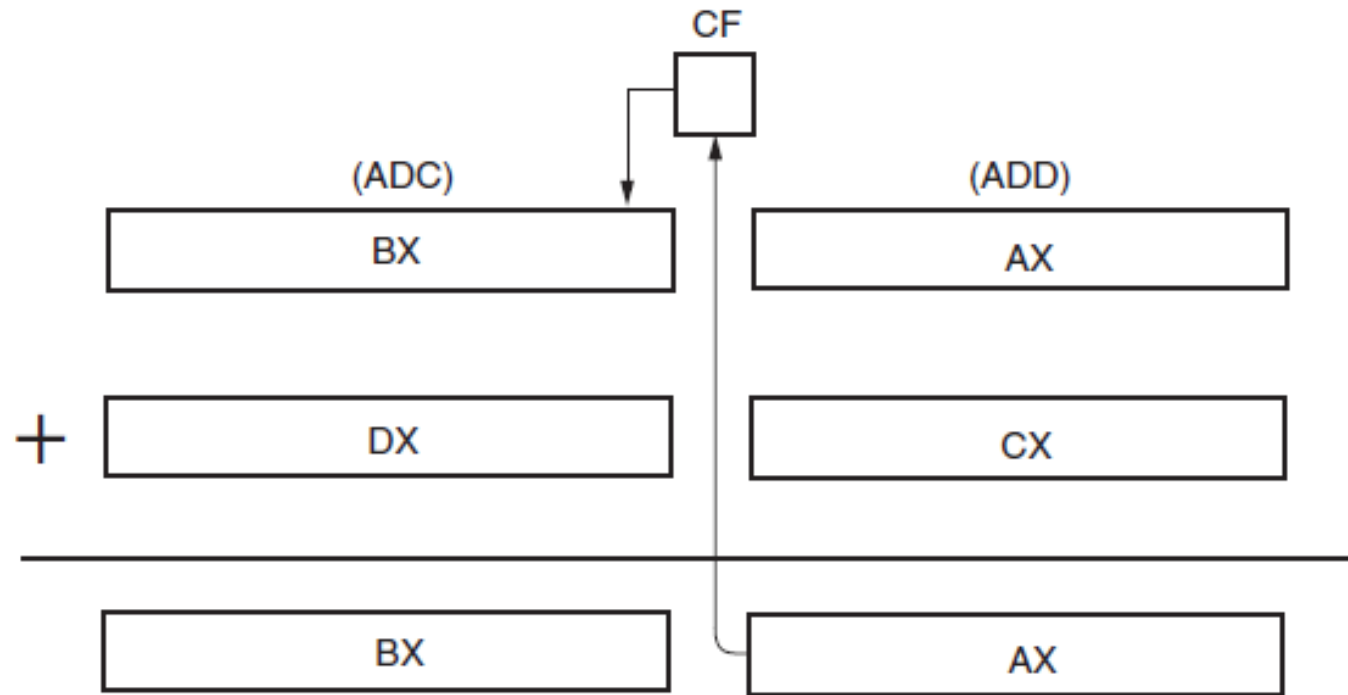 CF
(ADC) (ADD)
BX AX
+ DX CX
BX AX